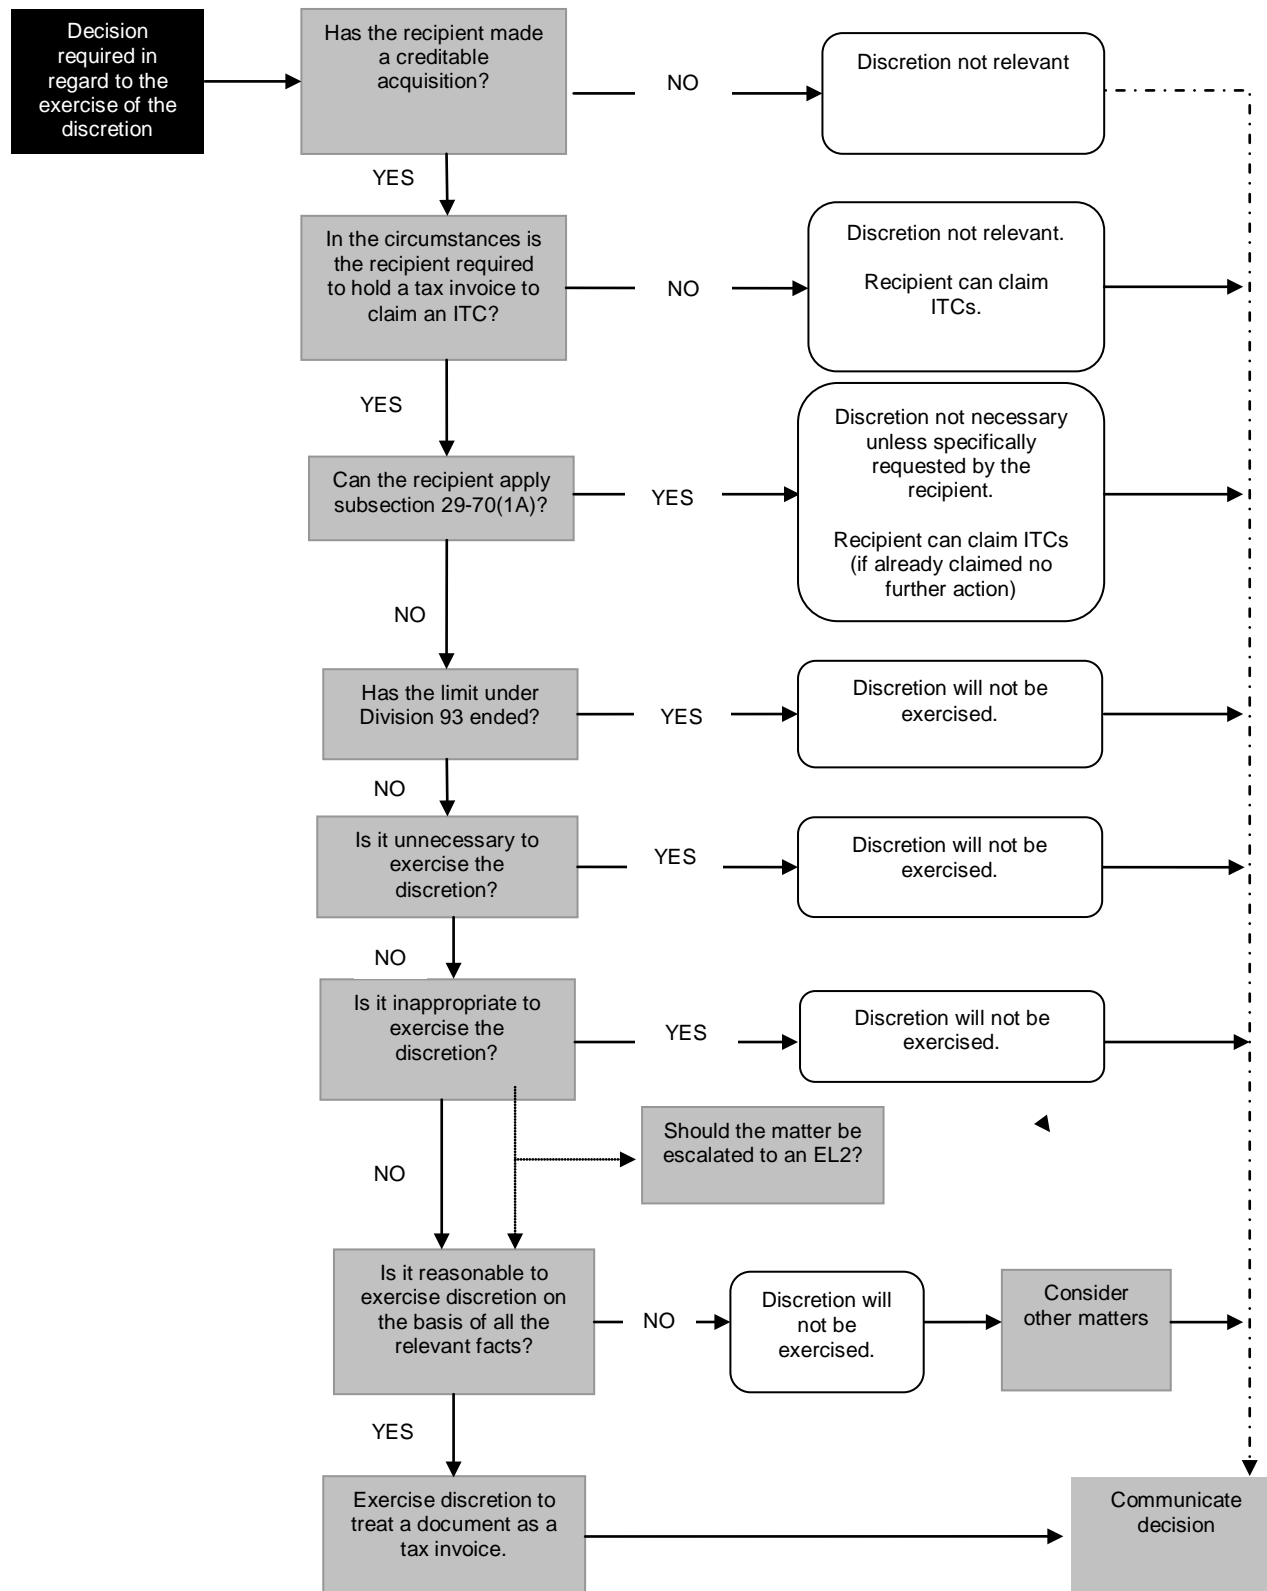 Decision
required in
regard to the
exercise of the
discretion
Has the recipient made
a creditable
acquisition?
NO
Discretion not relevant
YES
In the circumstances is
the recipient required
to hold a tax invoice to
claim an ITC?
NO
Discretion not relevant.
Recipient can claim
ITCs.
YES
Can the recipient apply
subsection 29-70(1A)?
YES
Discretion not necessary
unless specifically
requested by the
recipient.
Recipient can claim ITCs
(if already claimed no
further action)
NO
Has the limit under
Division 93 ended?
YES
Discretion will not be
exercised.
NO
Is it unnecessary to
exercise the
discretion?
YES
Discretion will not be
exercised.
NO
Is it inappropriate to
exercise the
discretion?
YES
Discretion will not be
exercised.
Should the matter be
escalated to an EL2?
NO
Is it reasonable to
exercise discretion on
the basis of all the
relevant facts?
NO
Discretion will
not be
exercised.
Consider
other matters
YES
Exercise discretion to
treat a document as a
tax invoice.
Communicate
decision